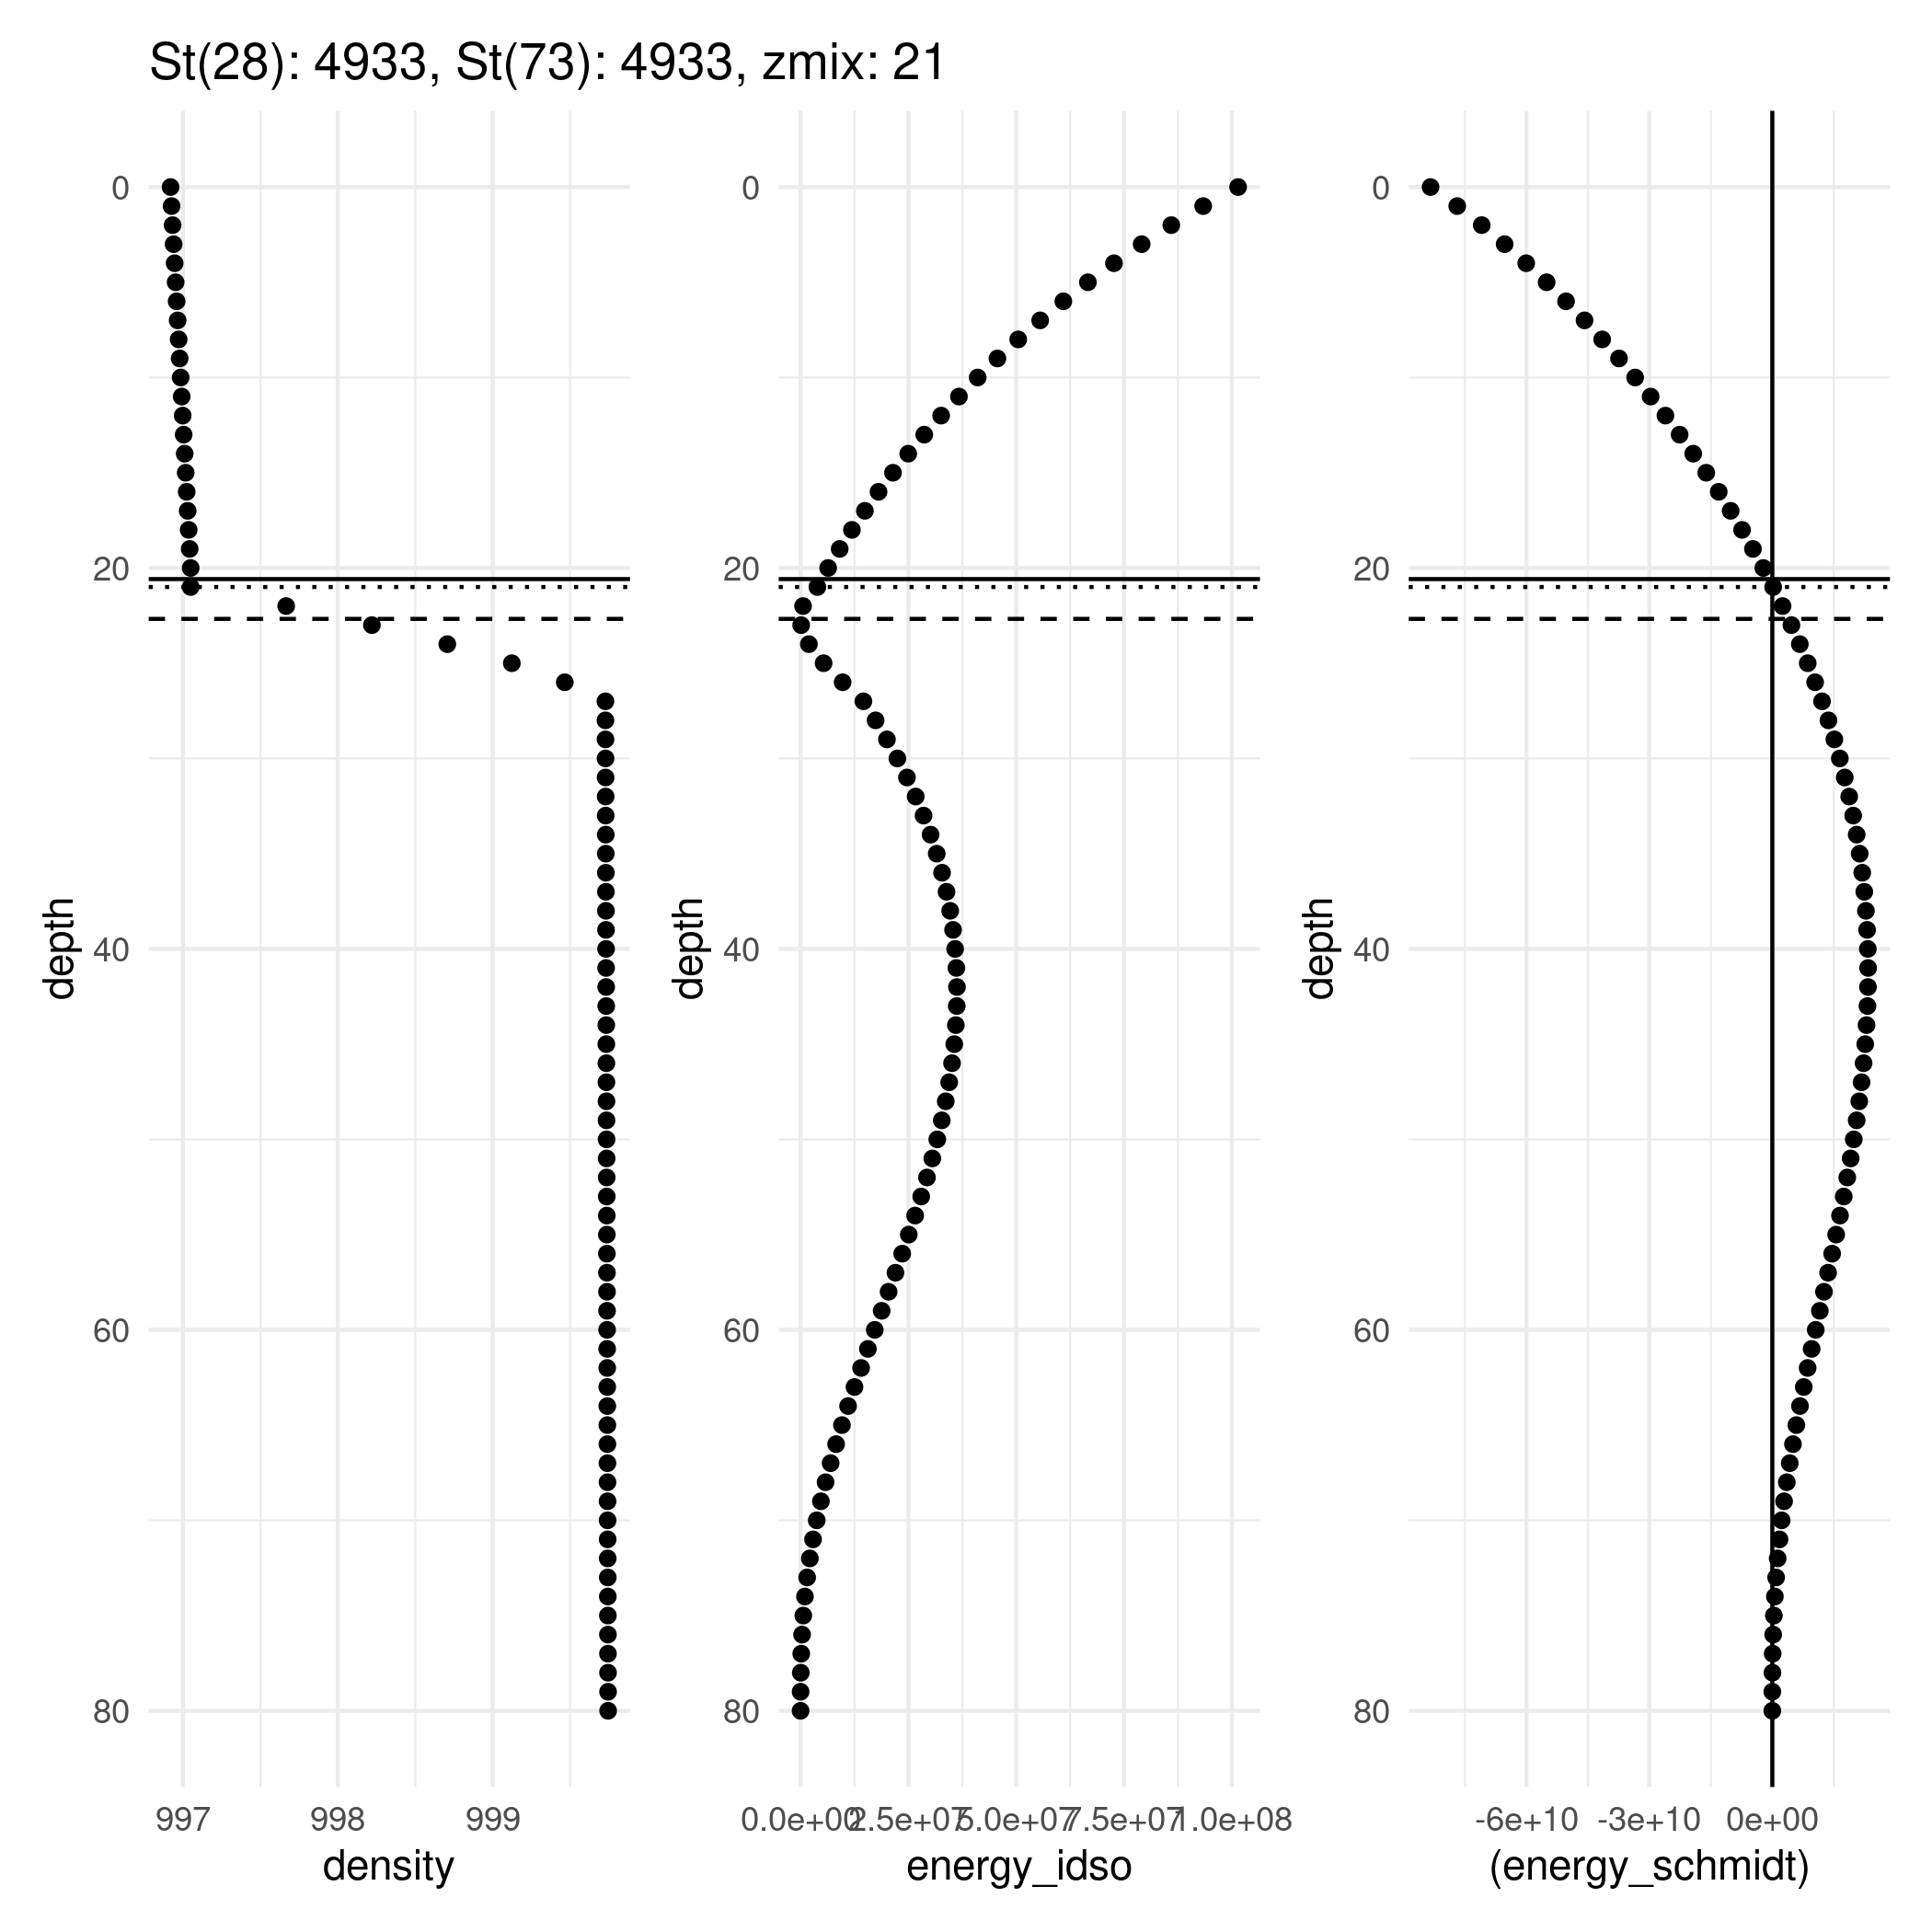 St(28): 4933, St(73): 4933, zmix: 21
0
20
40
60
80
depth
997
998
999
density
0
20
40
60
80
depth
0.0e+00
2.5e+07
5.0e+07
7.5e+07
1.0e+08
energy_idso
0
20
40
60
80
depth
-6e+10
-3e+10
0e+00
(energy_schmidt)